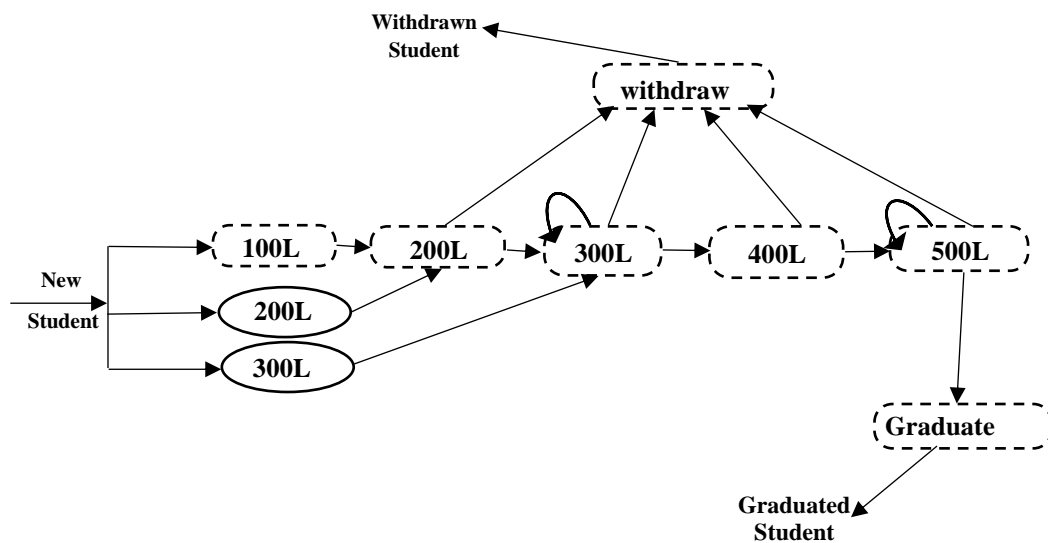 Withdrawn
Student
withdraw
100L
200L
300L
400L
500L
New
Student
200L
300L
Graduate
Graduated
Student